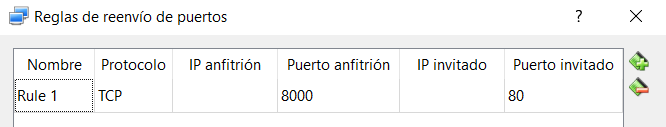 Reglas de reenvío de puertos ?
Nombre Protocolo IP anfitrión Puerto anfitrión IP invitado Puerto invitado
Rule 1 TCP 8000 80